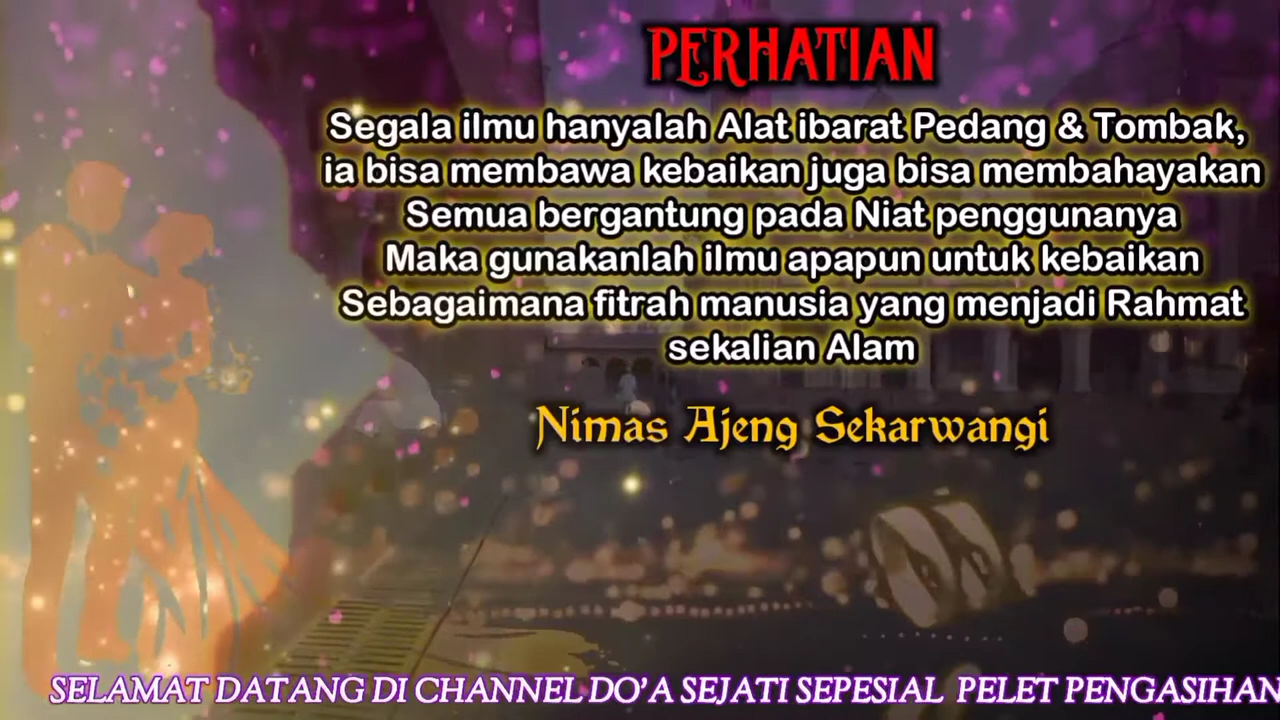 PERHATIAN
Segala ilmu hanyalah Alat ibarat Pedang & Tombak,
ia bisa membawa kebaikan juga bisa membahayakan
Semua bergantung pada Niat penggunanya
Maka gunakanlah ilmu apapun untuk kebaikan
Sebagaimana fitrah manusia yang menjadi Rahmat
sekalian Alam
Nimas Ajeng Sekarwangi
SELAMAT DATANG DI CHANNEL DO'A SEJATI SEPESIAL PELET PENGASIHAN